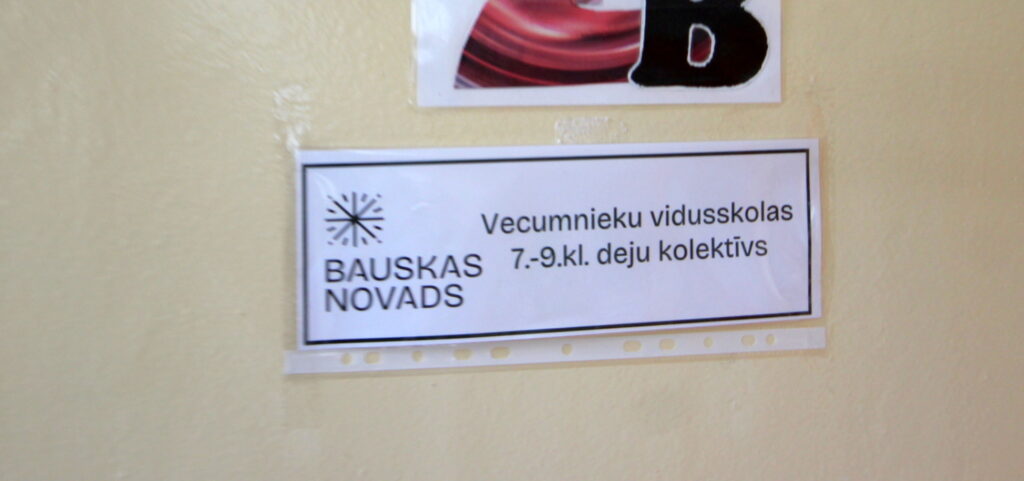 B
Vecumnieku vidusskolas
7.-9.kl. deju kolektīvs
BAUSKAS
NOVADS